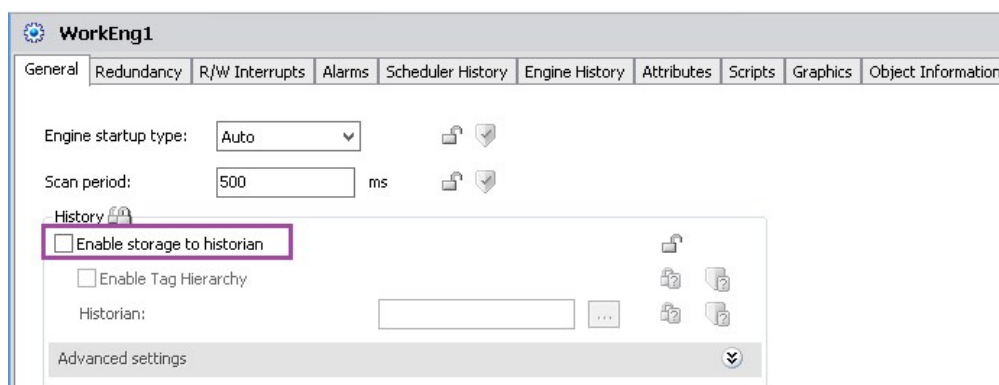 WorkEng1
General Redundancy R/W Interrupts Alarms Scheduler History Engine History Attributes Scripts Graphics Object Information
Engine startup type: Auto
Scan period: 500 ms
History
Enable storage to historian
Enable Tag Hierarchy
Historian: ...
Advanced settings